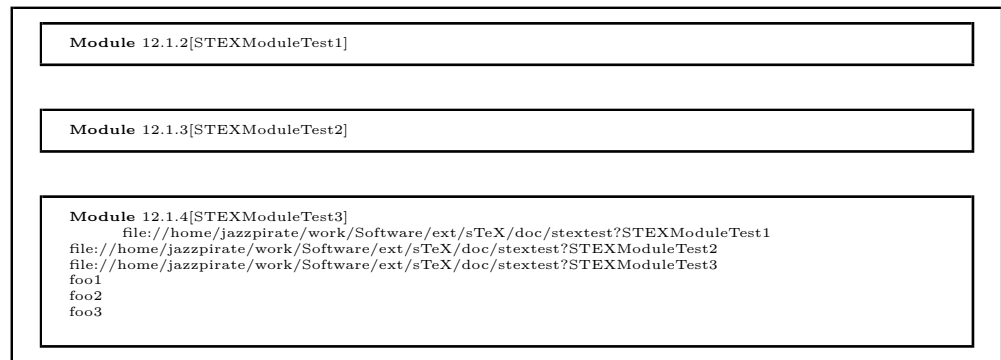 Module 12.1.2[STEXModuleTest1]
Module 12.1.3[STEXModuleTest2]
Module 12.1.4[STEXModuleTest3]
file://home/jazzpirate/work/Software/ext/sTeX/doc/stextest?STEXModuleTest1
file://home/jazzpirate/work/Software/ext/sTeX/doc/stextest?STEXModuleTest2
file://home/jazzpirate/work/Software/ext/sTeX/doc/stextest?STEXModuleTest3
foo1
foo2
foo3